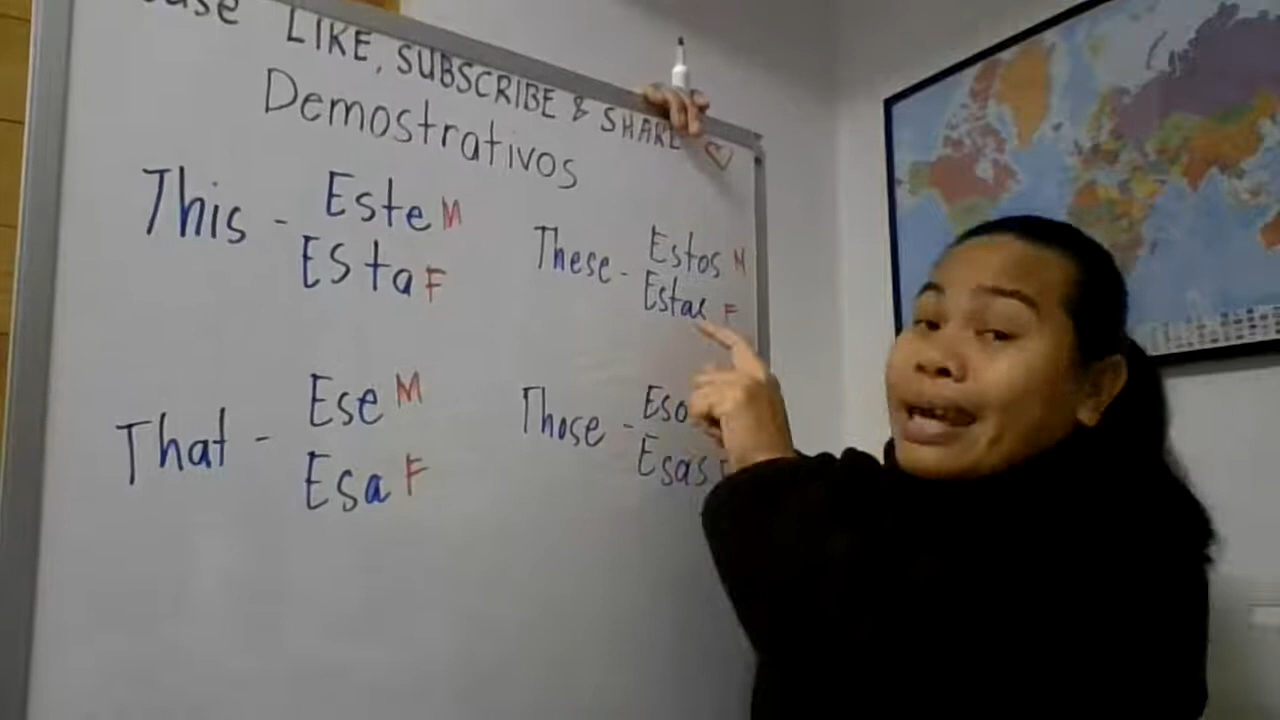 LIKE, SUBSCRIBE & SHARE ♡
Demostrativos
This - Este M
Esta F
These - Estos M
Estas F
That - Ese M
Esa F
Those -
Esas